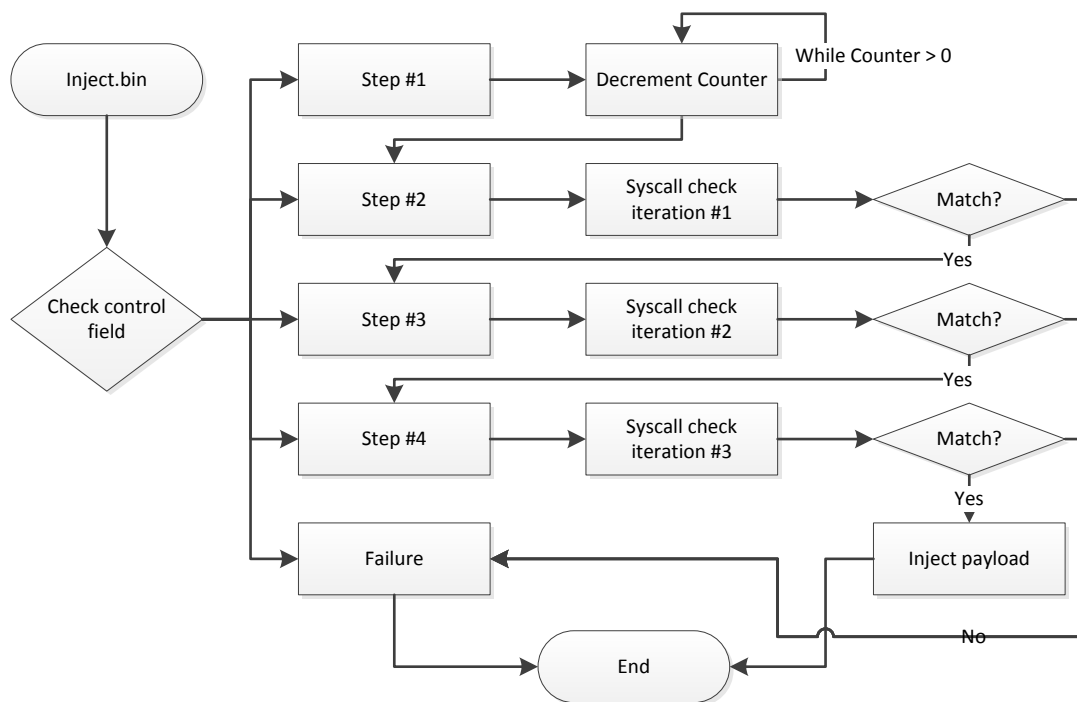 Inject.bin
Step #1
Decrement Counter
While Counter > 0
Step #2
Syscall check
iteration #1
Match?
Yes
Check control
field
Step #3
Syscall check
iteration #2
Match?
Yes
Step #4
Syscall check
iteration #3
Match?
Yes
Failure
Inject payload
No
End